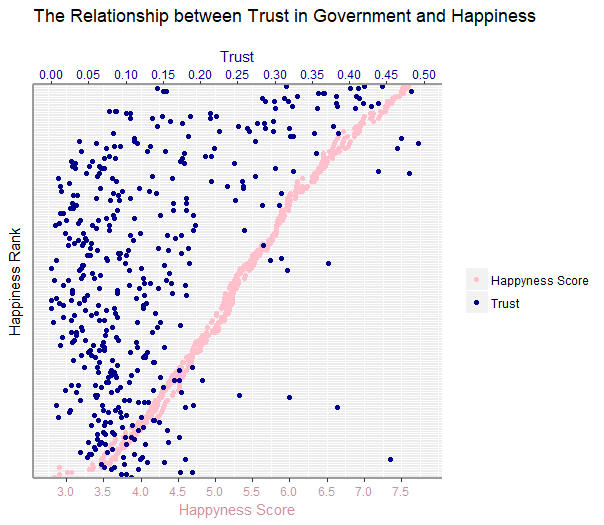 The Relationship between Trust in Government and Happiness
Trust
0.00 0.05 0.10 0.15 0.20 0.25 0.30 0.35 0.40 0.45 0.50
Happiness Rank
Happyness Score
Trust
3.0 3.5 4.0 4.5 5.0 5.5 6.0 6.5 7.0 7.5
Happyness Score